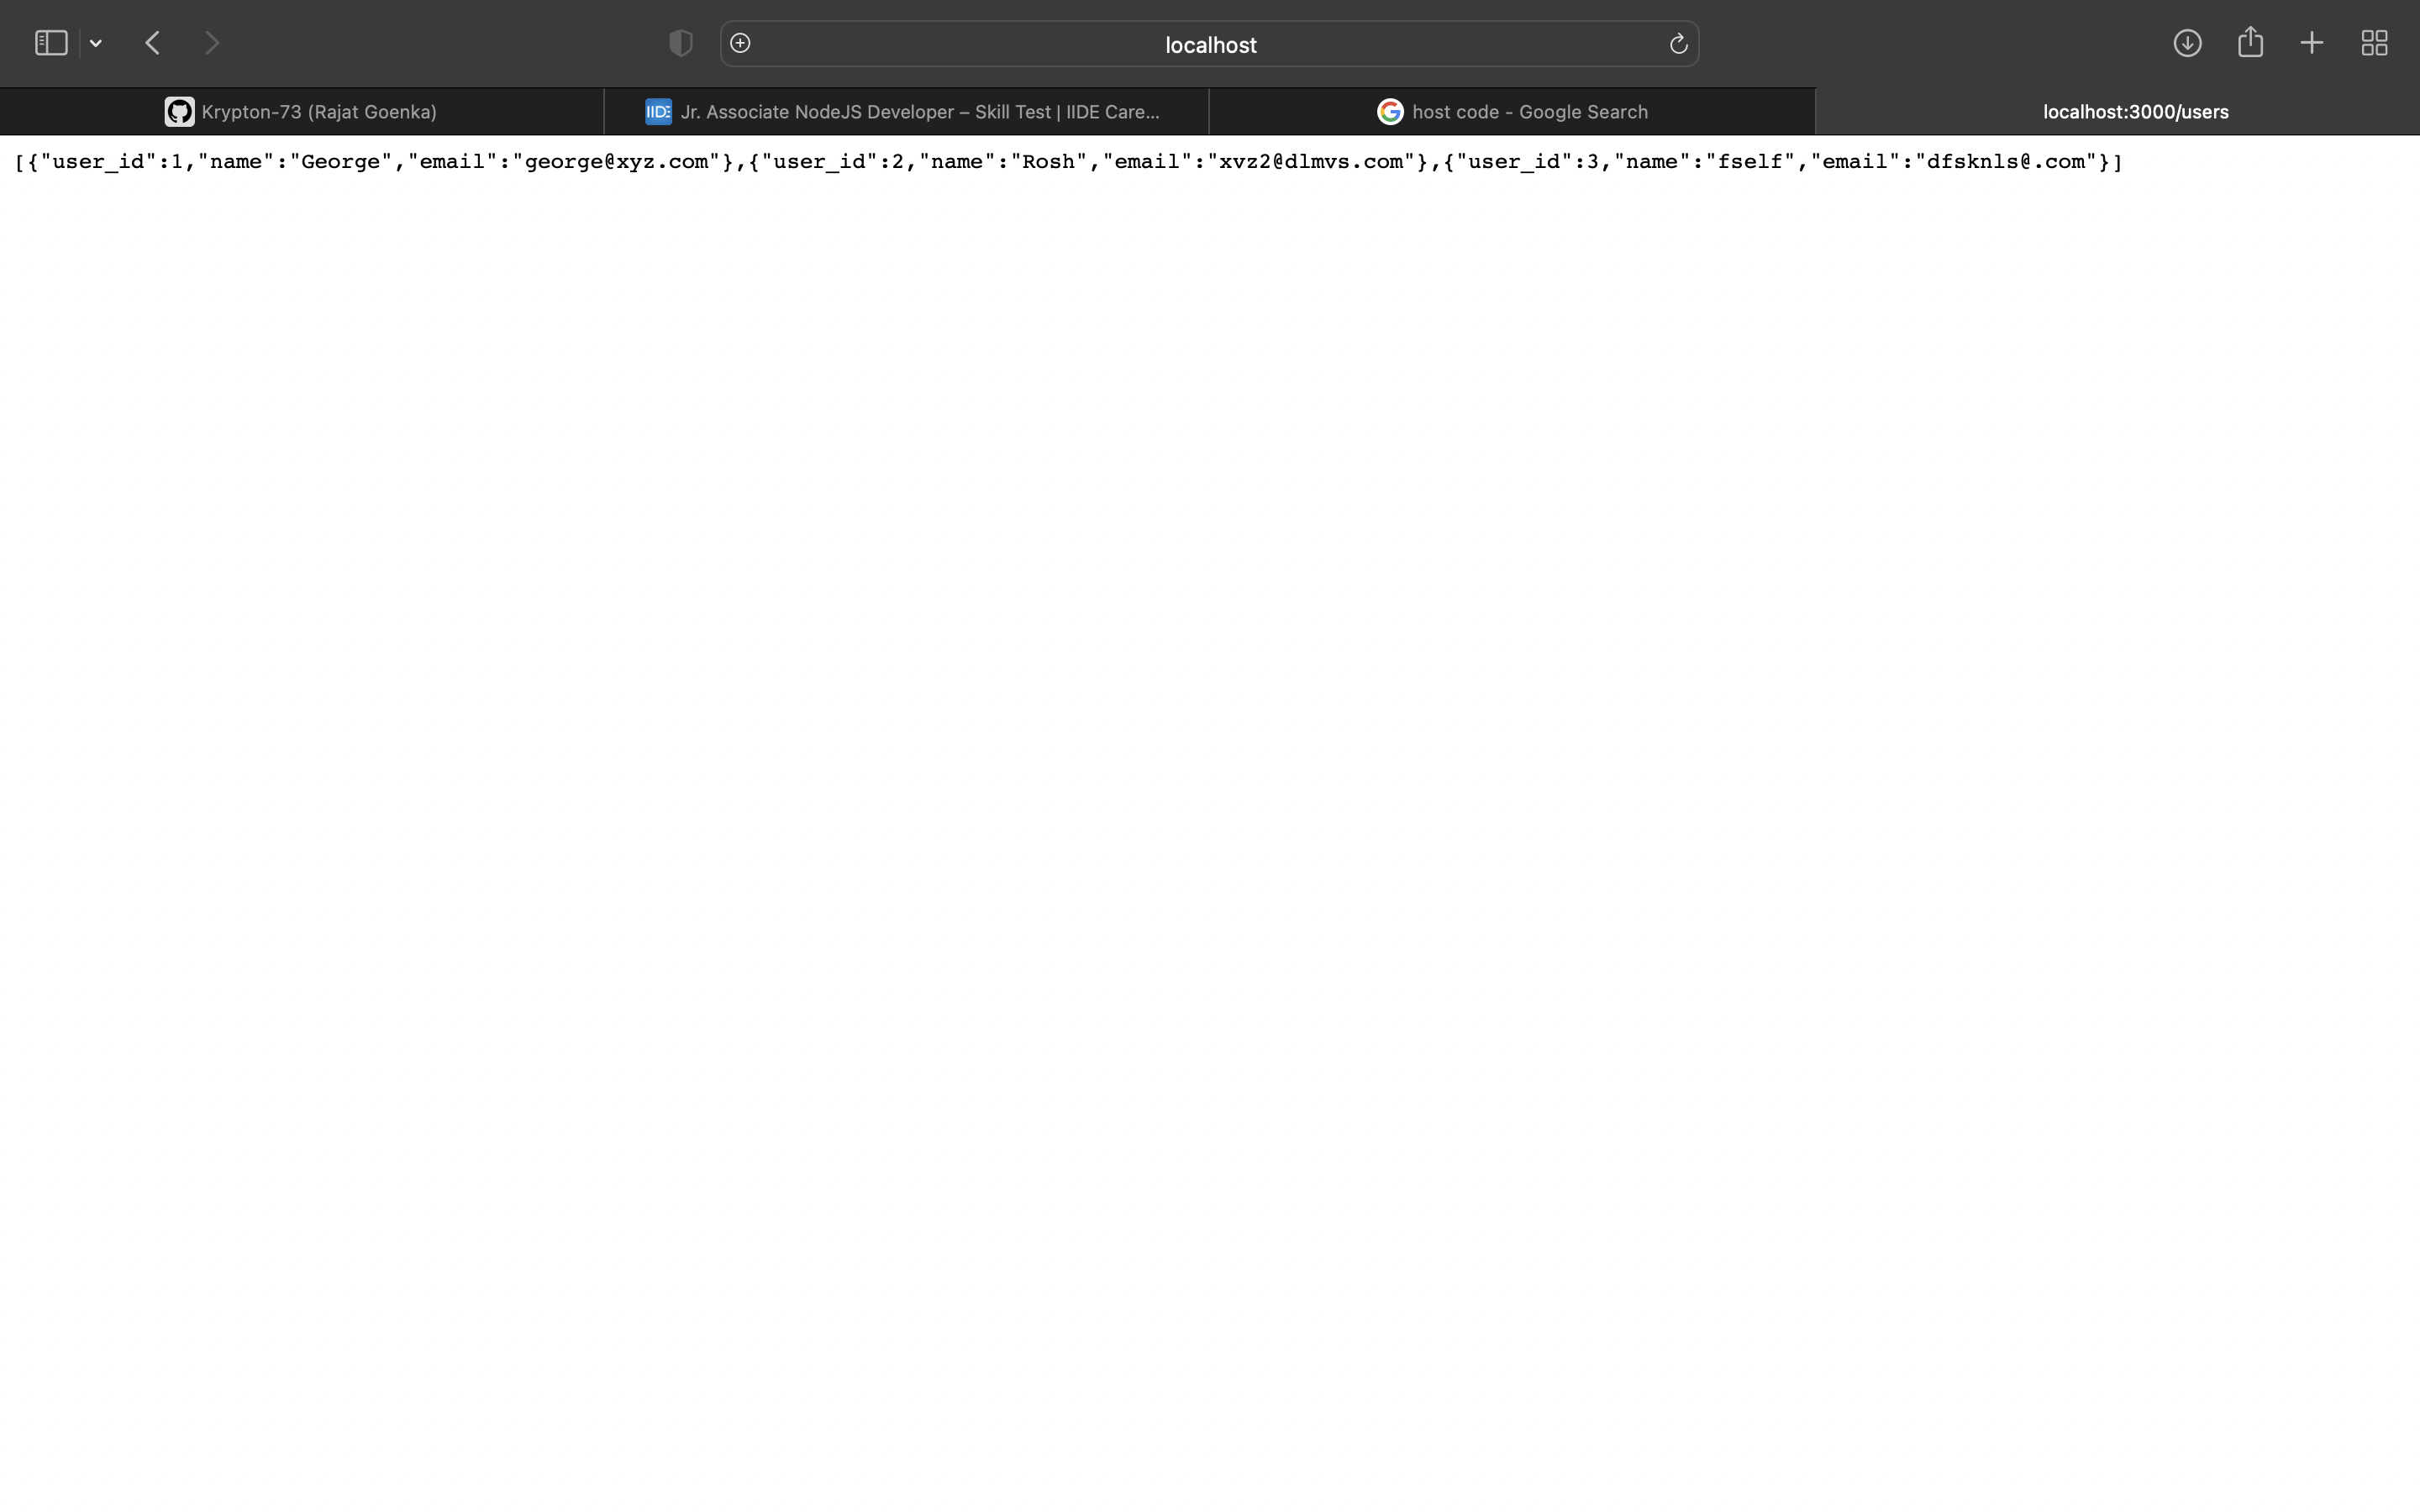 localhost
Krypton-73 (Rajat Goenka)
IIDE Jr. Associate NodeJS Developer – Skill Test | IIDE Care...
host code - Google Search
localhost:3000/users
[{"user_id":1,"name":"George","email":"george@xyz.com"},{"user_id":2,"name":"Rosh","email":"xvz2@dlmvs.com"},{"user_id":3,"name":"fself","email":"dfsknls@.com"}]